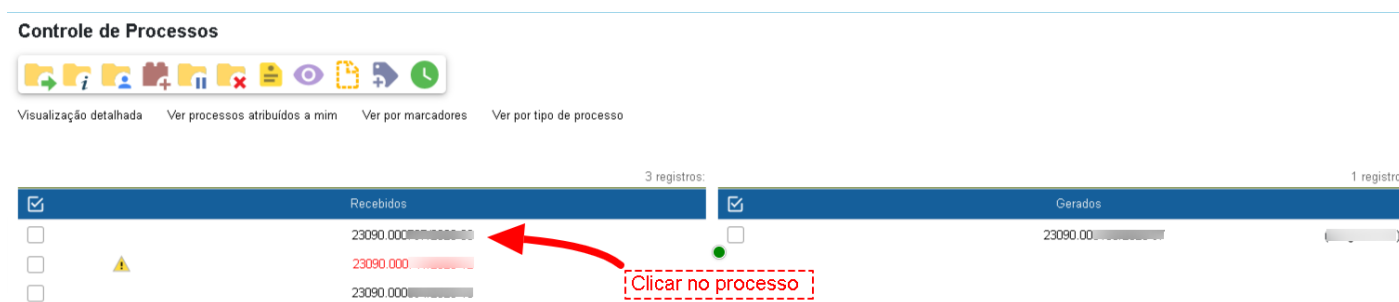 Controle de Processos
Visualização detalhada Ver processos atribuídos a mim Ver por marcadores Ver por tipo de processo
3 registros:
1 registro
Recebidos
Gerados
23090.000
23090.00
23090.000
Clicar no processo
23090.000